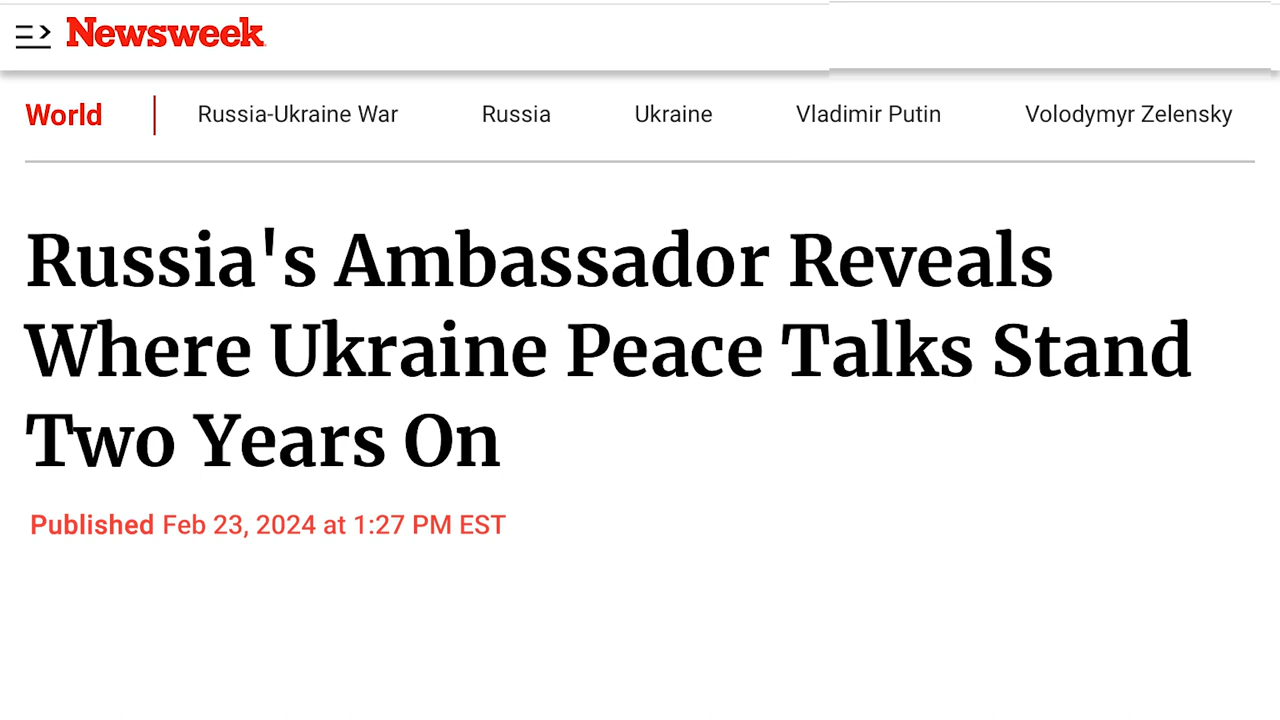 Newsweek
World Russia-Ukraine War Russia Ukraine Vladimir Putin Volodymyr Zelensky
Russia's Ambassador Reveals
Where Ukraine Peace Talks Stand
Two Years On
Published Feb 23, 2024 at 1:27 PM EST